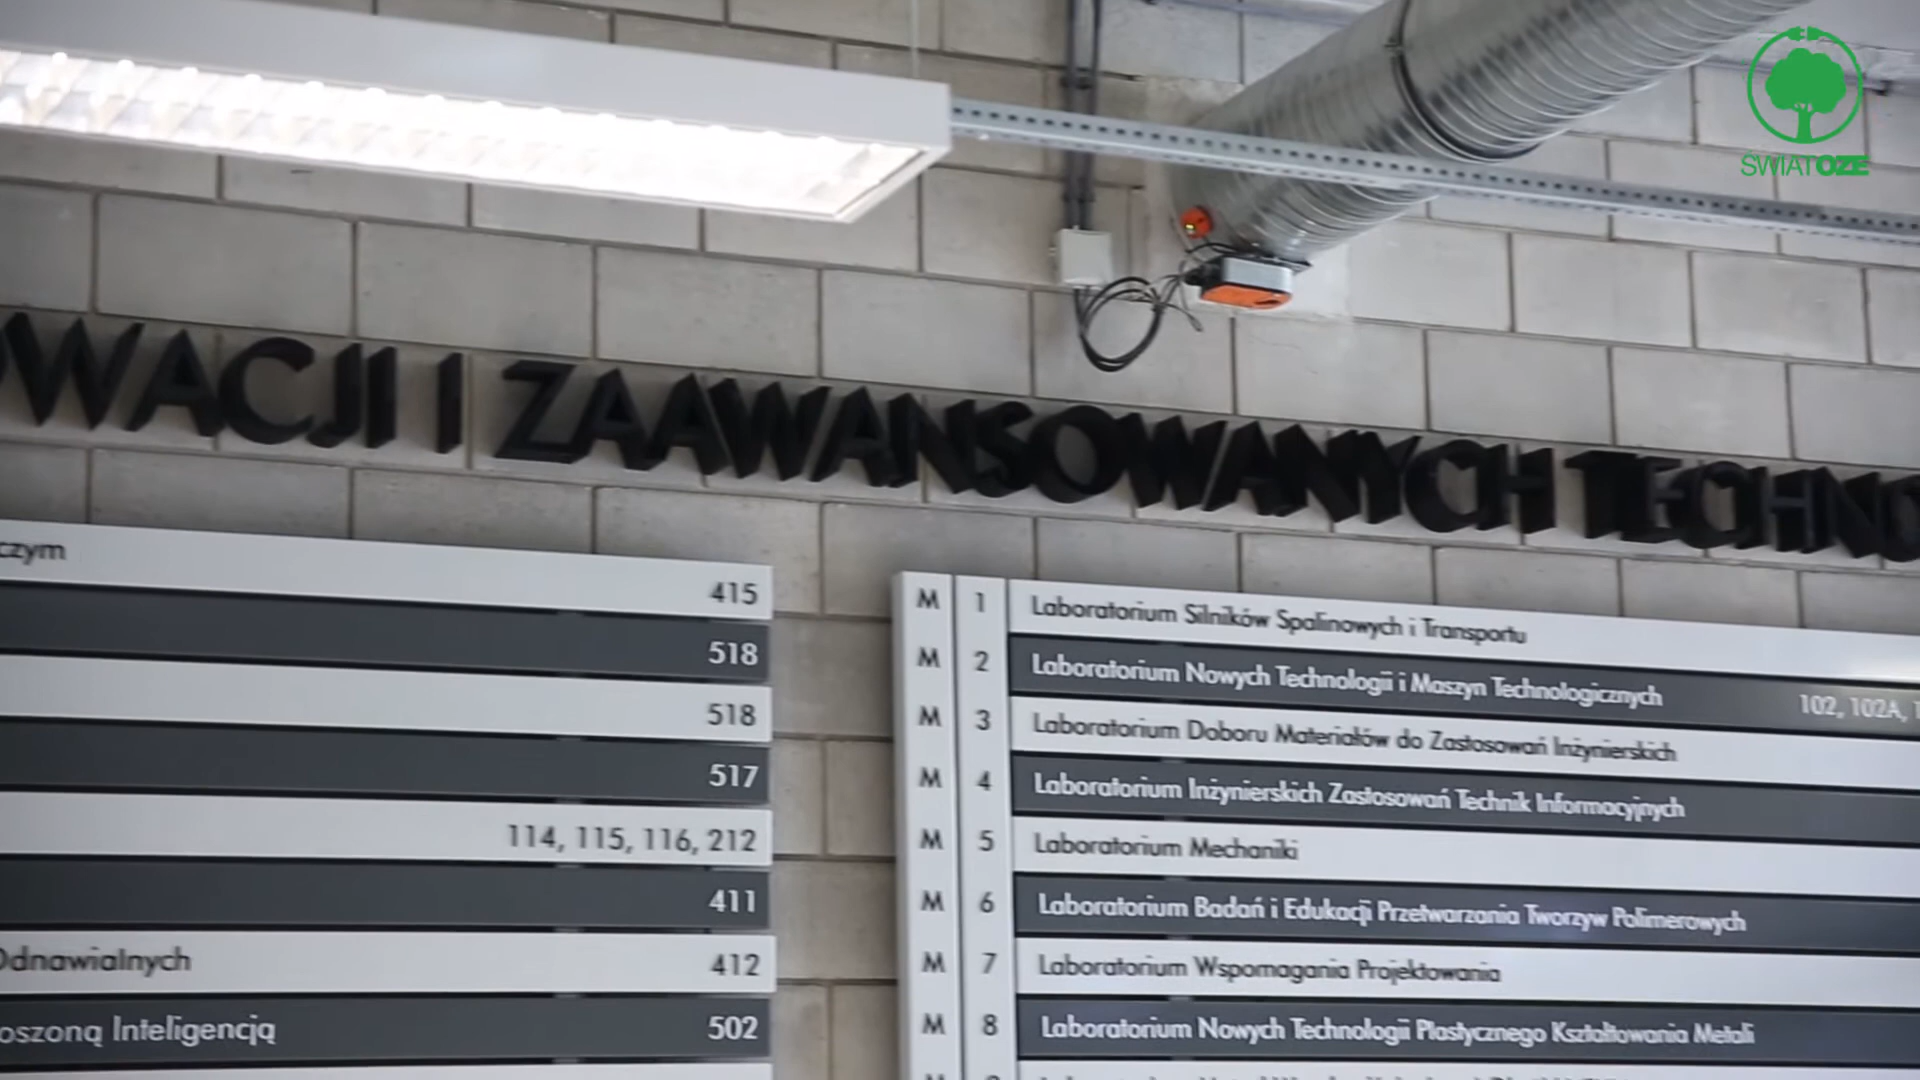 SWIATOZE
WACJI I ZAAWANSOWANYCH TECHNO
czym 415
518
518
517
114, 115, 116, 212
411
Odnawialnych 412
oszoną Inteligencją 502
M 1 Laboratorium Silników Spalinowych i Transportu
M 2 Laboratorium Nowych Technologii i Maszyn Technologicznych 102, 102A, 1
M 3 Laboratorium Doboru Materiałów do Zastosowań Inżynierskich
M 4 Laboratorium Inżynierskich Zastosowań Technik Informacyjnych
M 5 Laboratorium Mechaniki
M 6 Laboratorium Badań i Edukacji Przetwarzania Tworzyw Polimerowych
M 7 Laboratorium Wspomagania Projektowania
M 8 Laboratorium Nowych Technologii Plastycznego Kształtowania Metali